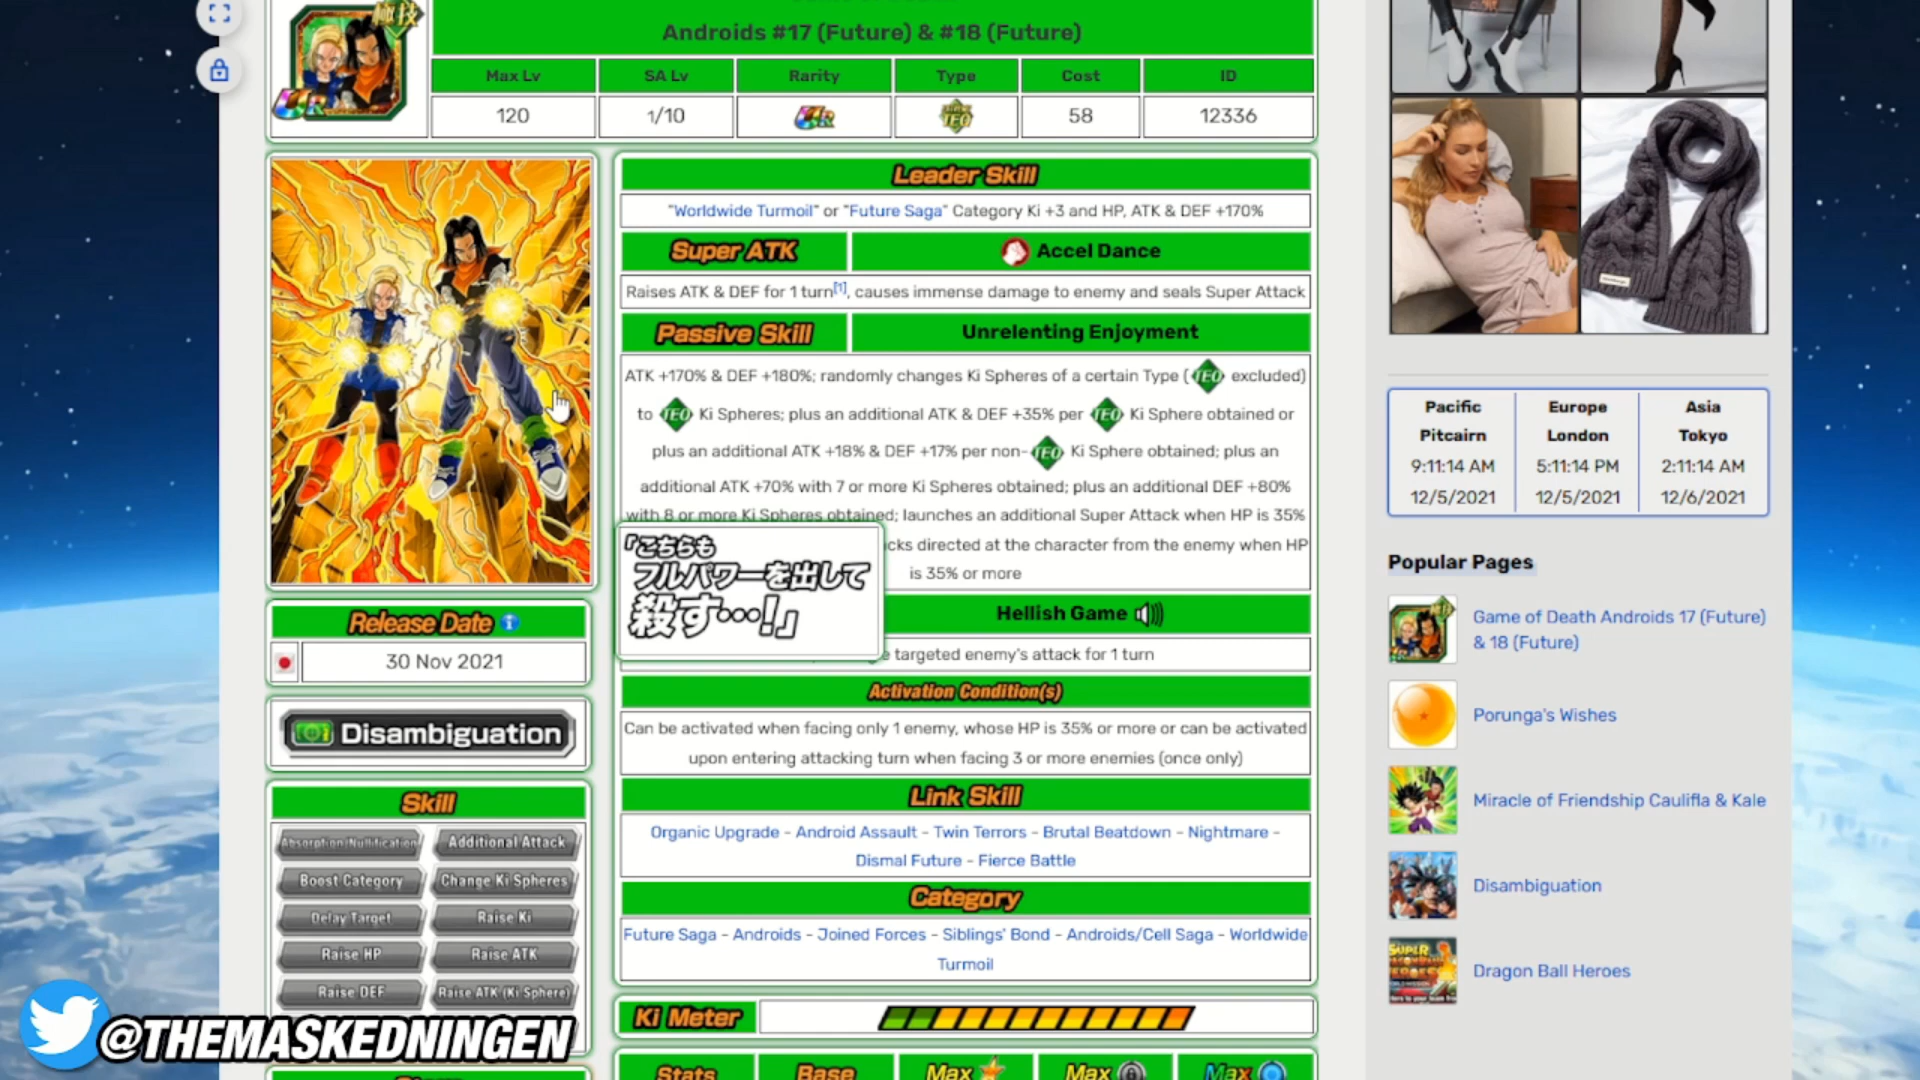 Androids #17 (Future) & #18 (Future)
Max Lv
SA Lv
Rarity
Type
Cost
ID
120
1/10
UR
TEQ
58
12336
極技
UR
Leader Skill
"Worldwide Turmoil" or "Future Saga" Category Ki +3 and HP, ATK & DEF +170%
Super ATK
Accel Dance
Raises ATK & DEF for 1 turn[1], causes immense damage to enemy and seals Super Attack
Passive Skill
Unrelenting Enjoyment
ATK +170% & DEF +180%; randomly changes Ki Spheres of a certain Type (TEQ excluded)
to TEQ Ki Spheres; plus an additional ATK & DEF +35% per TEQ Ki Sphere obtained or
plus an additional ATK +18% & DEF +17% per non-TEQ Ki Sphere obtained; plus an
additional ATK +70% with 7 or more Ki Spheres obtained; plus an additional DEF +80%
with 8 or more Ki Spheres obtained; launches an additional Super Attack when HP is 35%
cks directed at the character from the enemy when HP
is 35% or more
「こちらも
フルパワーを出して
殺す…!」
Hellish Game
targeted enemy's attack for 1 turn
Activation Condition(s)
Can be activated when facing only 1 enemy, whose HP is 35% or more or can be activated
upon entering attacking turn when facing 3 or more enemies (once only)
Link Skill
Organic Upgrade - Android Assault - Twin Terrors - Brutal Beatdown - Nightmare -
Dismal Future - Fierce Battle
Category
Future Saga - Androids - Joined Forces - Siblings' Bond - Androids/Cell Saga - Worldwide
Turmoil
Ki Meter
Stats
Base
Max
Max
Max
Release Date
30 Nov 2021
Disambiguation
Skill
Absorption Nullification
Additional Attack
Boost Category
Change Ki Spheres
Delay Target
Raise Ki
Raise HP
Raise ATK
Raise DEF
Raise ATK (Ki Sphere)
@THEMASKEDNINGEN
Pacific
Pitcairn
9:11:14 AM
12/5/2021
Europe
London
5:11:14 PM
12/5/2021
Asia
Tokyo
2:11:14 AM
12/6/2021
Popular Pages
Game of Death Androids 17 (Future)
& 18 (Future)
Porunga's Wishes
Miracle of Friendship Caulifla & Kale
Disambiguation
Dragon Ball Heroes